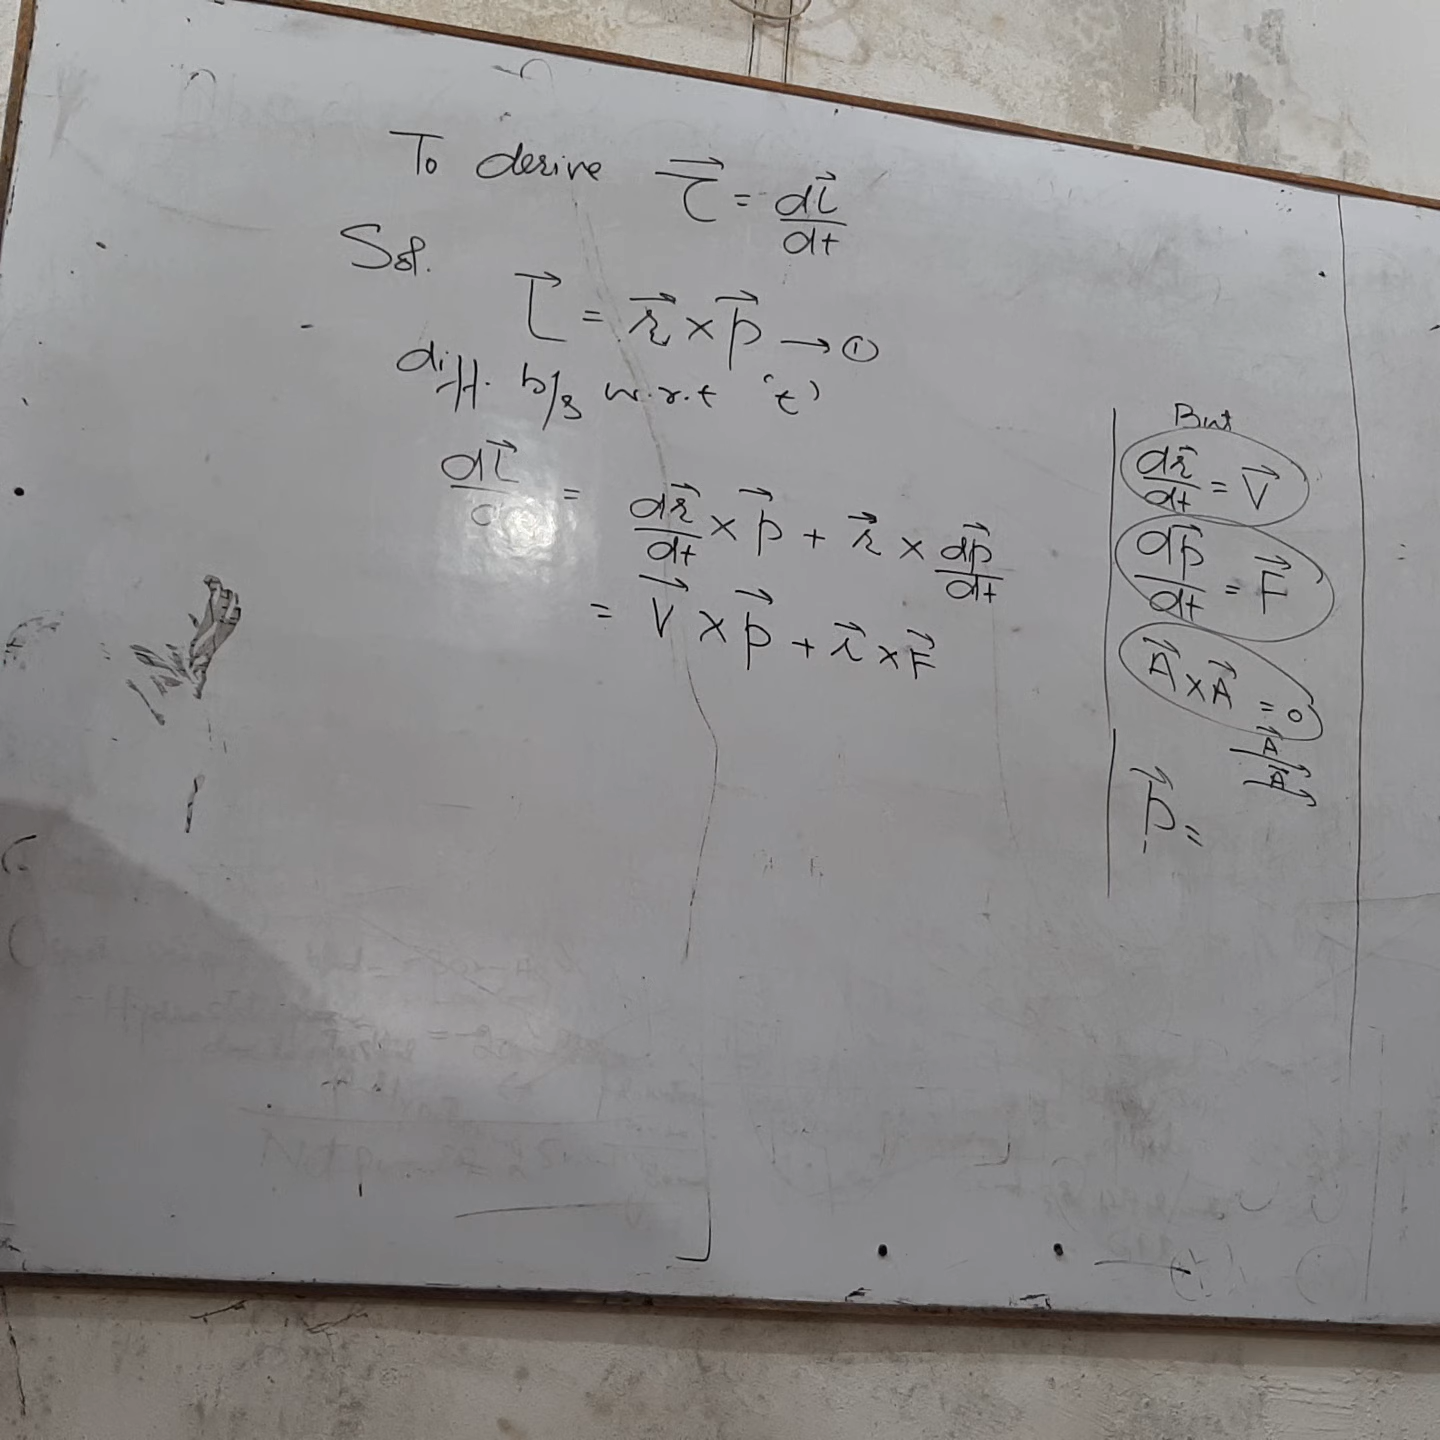 To derive τ⃗ = dL⃗/dt
Sol.
L⃗ = r⃗ × p⃗ → ①
diff. b/s w.r.t 't'
dL⃗/d = dr⃗/dt × p⃗ + r⃗ × dp⃗/dt
= V⃗ × p⃗ + r⃗ × F⃗
But
dr⃗/dt = V⃗
dp⃗/dt = F⃗
A⃗ × A⃗ = 0
A⃗
A⃗
p⃗ =